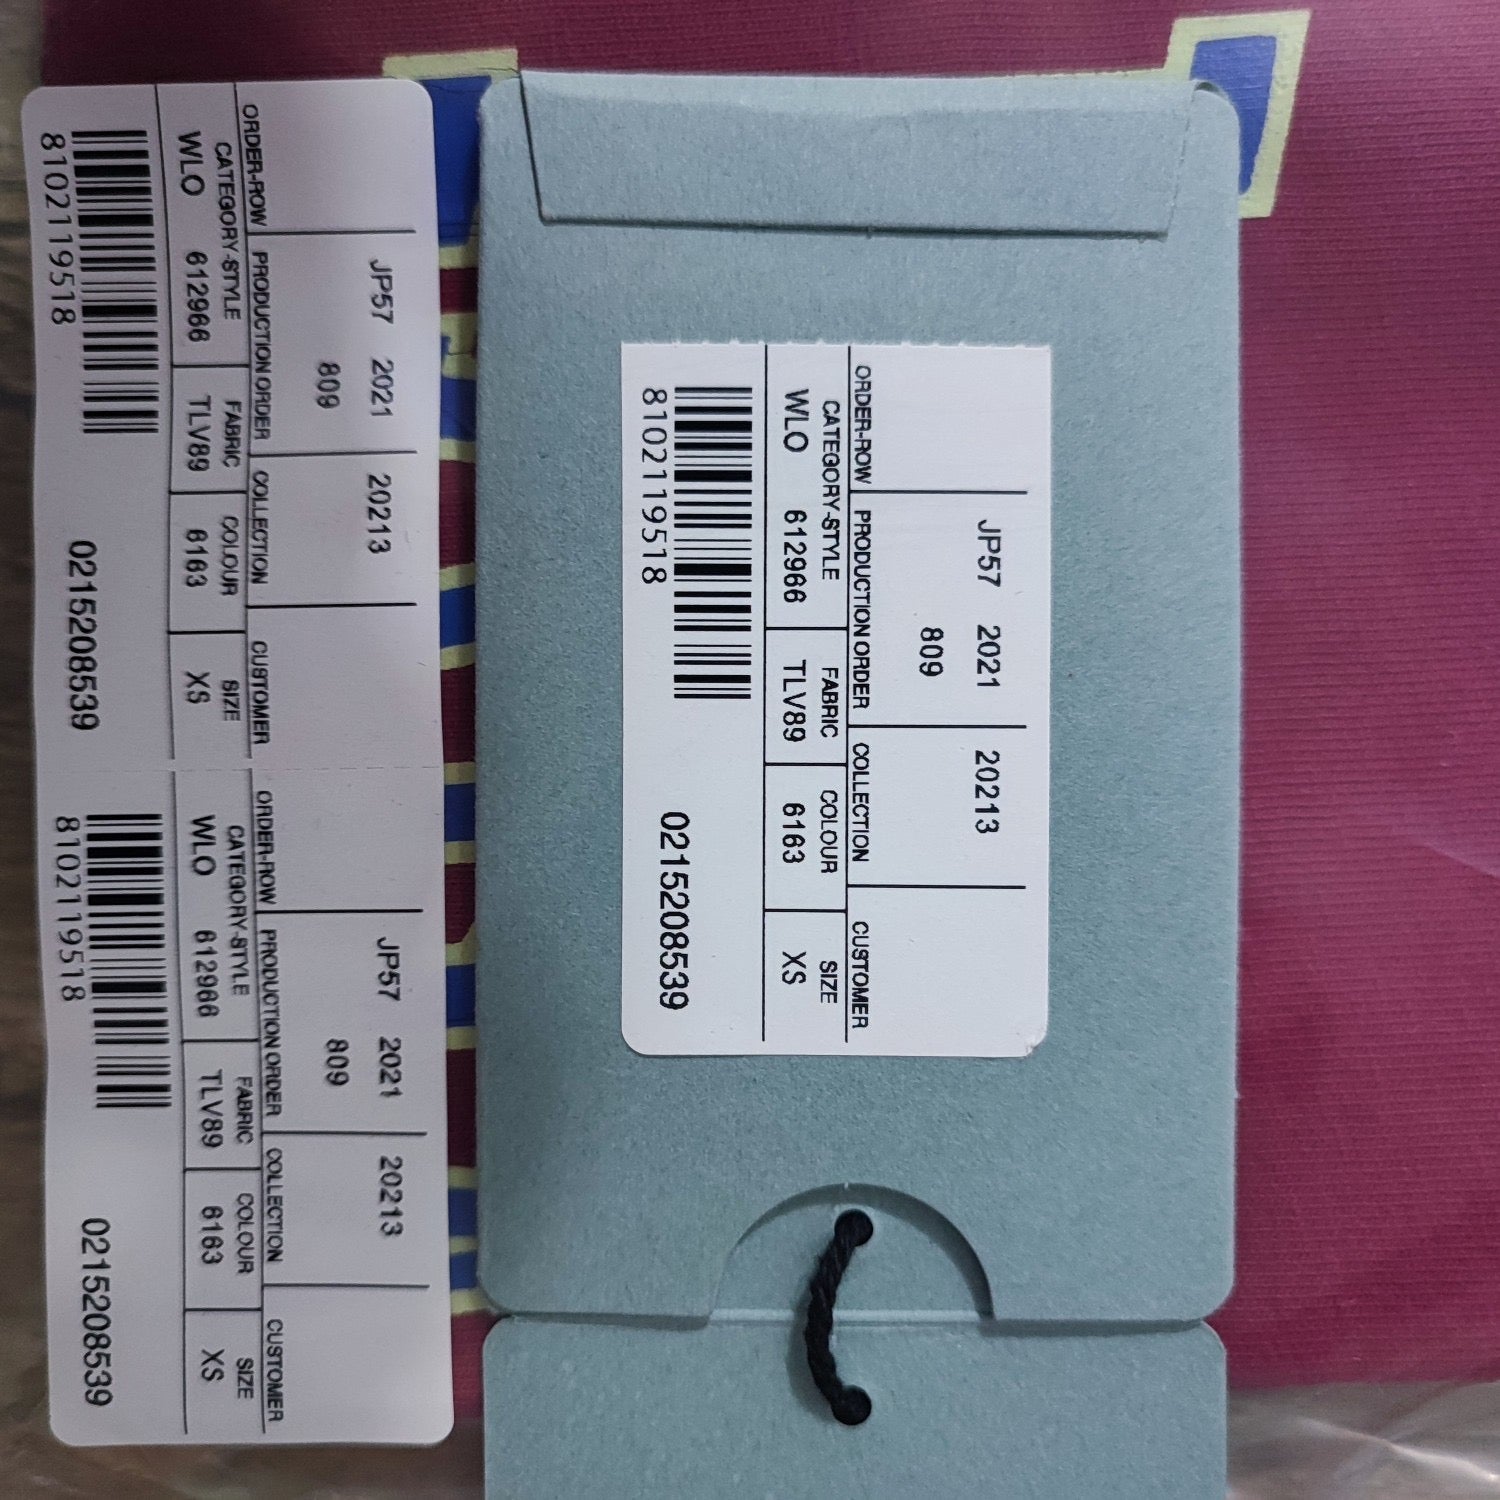 JP57 2021 20213
809
ORDER-ROW PRODUCTION ORDER COLLECTION CUSTOMER
CATEGORY-STYLE FABRIC COLOUR SIZE
WLO 612966 TLV89 6163 XS
8102119518 0215208539
JP57 2021 20213
809
ORDER-ROW PRODUCTION ORDER COLLECTION CUSTOMER
CATEGORY-STYLE FABRIC COLOUR SIZE
WLO 612966 TLV89 6163 XS
8102119518 0215208539
JP57 2021 20213
809
ORDER-ROW PRODUCTION ORDER COLLECTION CUSTOMER
CATEGORY-STYLE FABRIC COLOUR SIZE
WLO 612966 TLV89 6163 XS
8102119518 0215208539